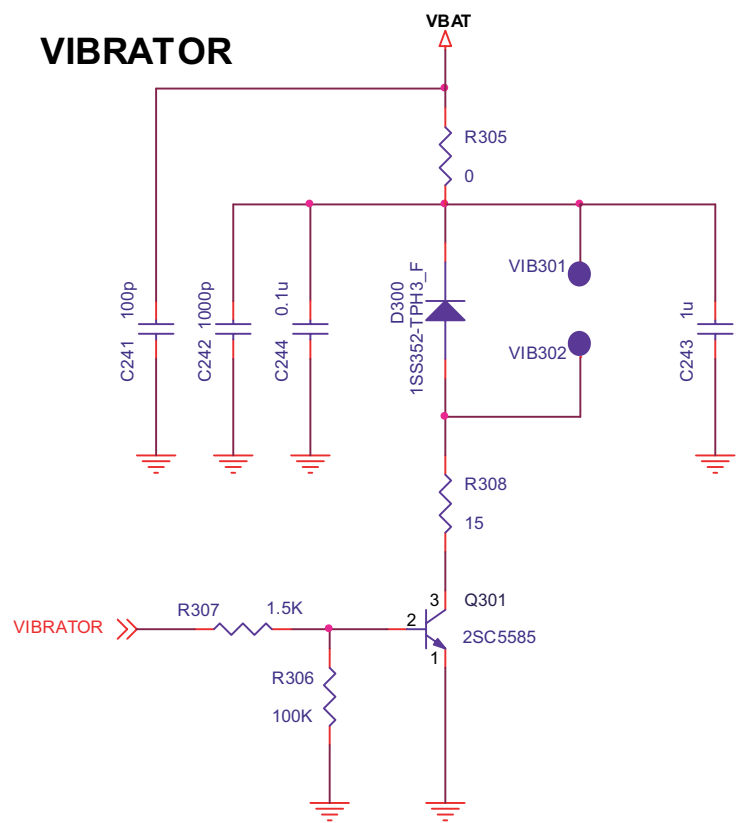 VBAT
VIBRATOR
R305
0
VIB301
VIB302
C241 100p
C242 1000p
C244 0.1u
D300
1SS352-TPH3_F
C243 1u
R308
15
3 Q301
R307 1.5K
2
VIBRATOR
2SC5585
1
R306
100K